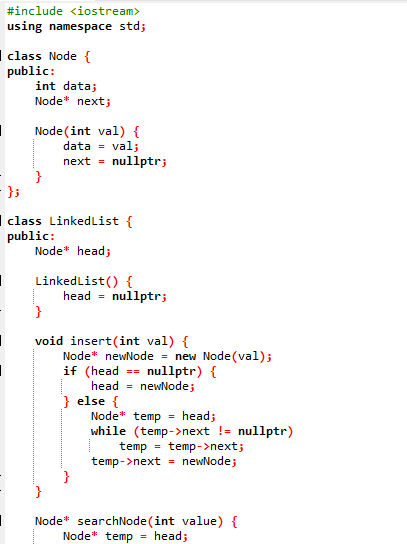 #include <iostream>
using namespace std;
class Node {
public:
int data;
Node* next;
Node(int val) {
data = val;
next = nullptr;
}
};
class LinkedList {
public:
Node* head;
LinkedList() {
head = nullptr;
}
void insert(int val) {
Node* newNode = new Node(val);
if (head == nullptr) {
head = newNode;
} else {
Node* temp = head;
while (temp->next != nullptr)
temp = temp->next;
temp->next = newNode;
}
}
Node* searchNode(int value) {
Node* temp = head;